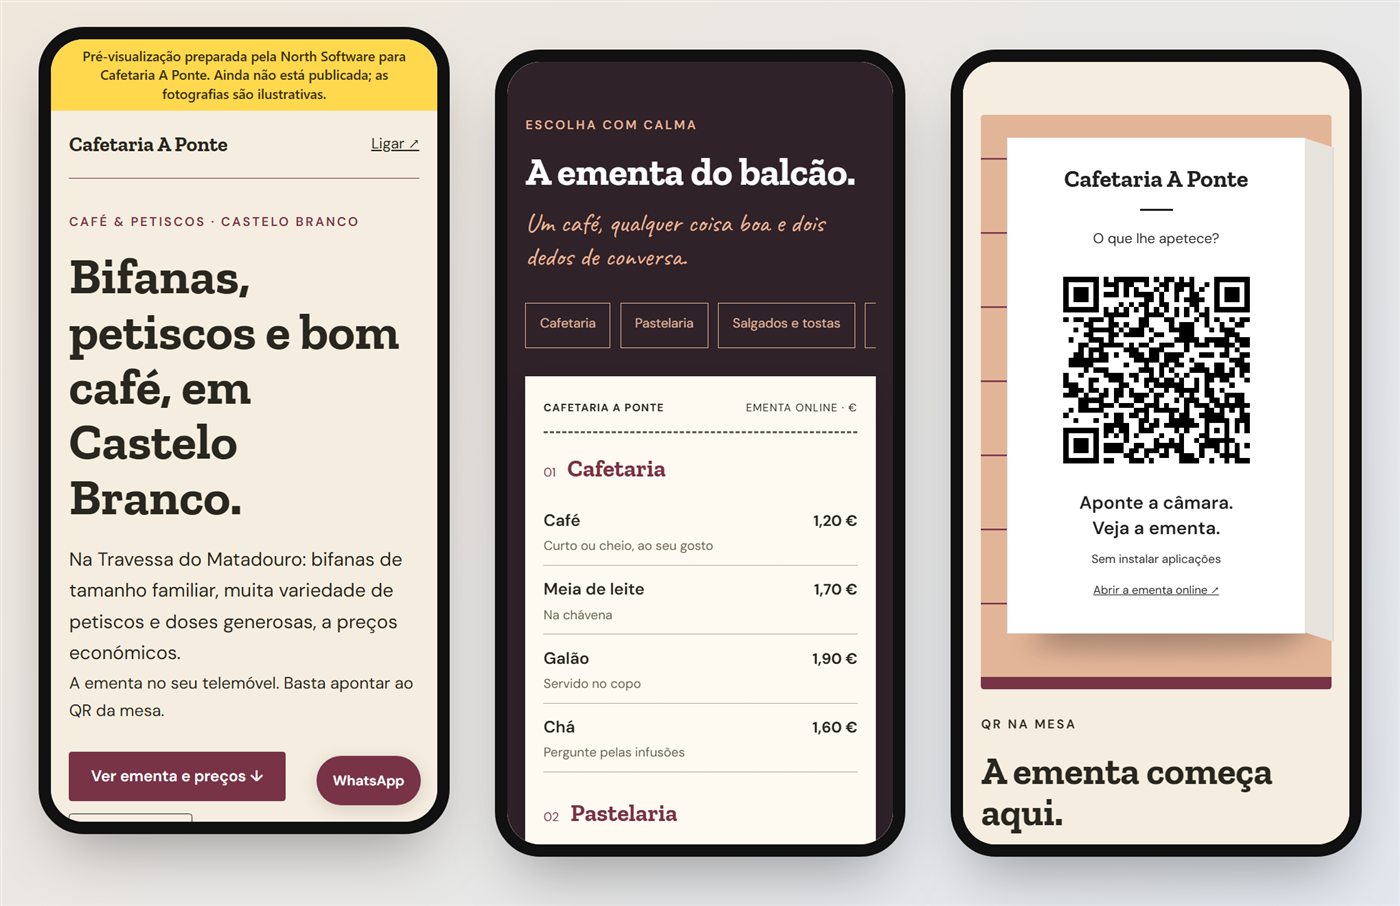 Pré-visualização preparada pela North Software para
Cafetaria A Ponte. Ainda não está publicada; as
fotografias são ilustrativas.
Cafetaria A Ponte
Ligar ↗
CAFÉ & PETISCOS · CASTELO BRANCO
Bifanas,
petiscos e bom
café, em
Castelo
Branco.
Na Travessa do Matadouro: bifanas de
tamanho familiar, muita variedade de
petiscos e doses generosas, a preços
económicos.
A ementa no seu telemóvel. Basta apontar ao
QR da mesa.
Ver ementa e preços ↓
WhatsApp
ESCOLHA COM CALMA
A ementa do balcão.
Um café, qualquer coisa boa e dois
dedos de conversa.
Cafetaria
Pastelaria
Salgados e tostas
CAFETARIA A PONTE
EMENTA ONLINE · €
01 Cafetaria
Café 1,20 €
Curto ou cheio, ao seu gosto
Meia de leite 1,70 €
Na chávena
Galão 1,90 €
Servido no copo
Chá 1,60 €
Pergunte pelas infusões
02 Pastelaria
Cafetaria A Ponte
O que lhe apetece?
Aponte a câmara.
Veja a ementa.
Sem instalar aplicações
Abrir a ementa online ↗
QR NA MESA
A ementa começa
aqui.